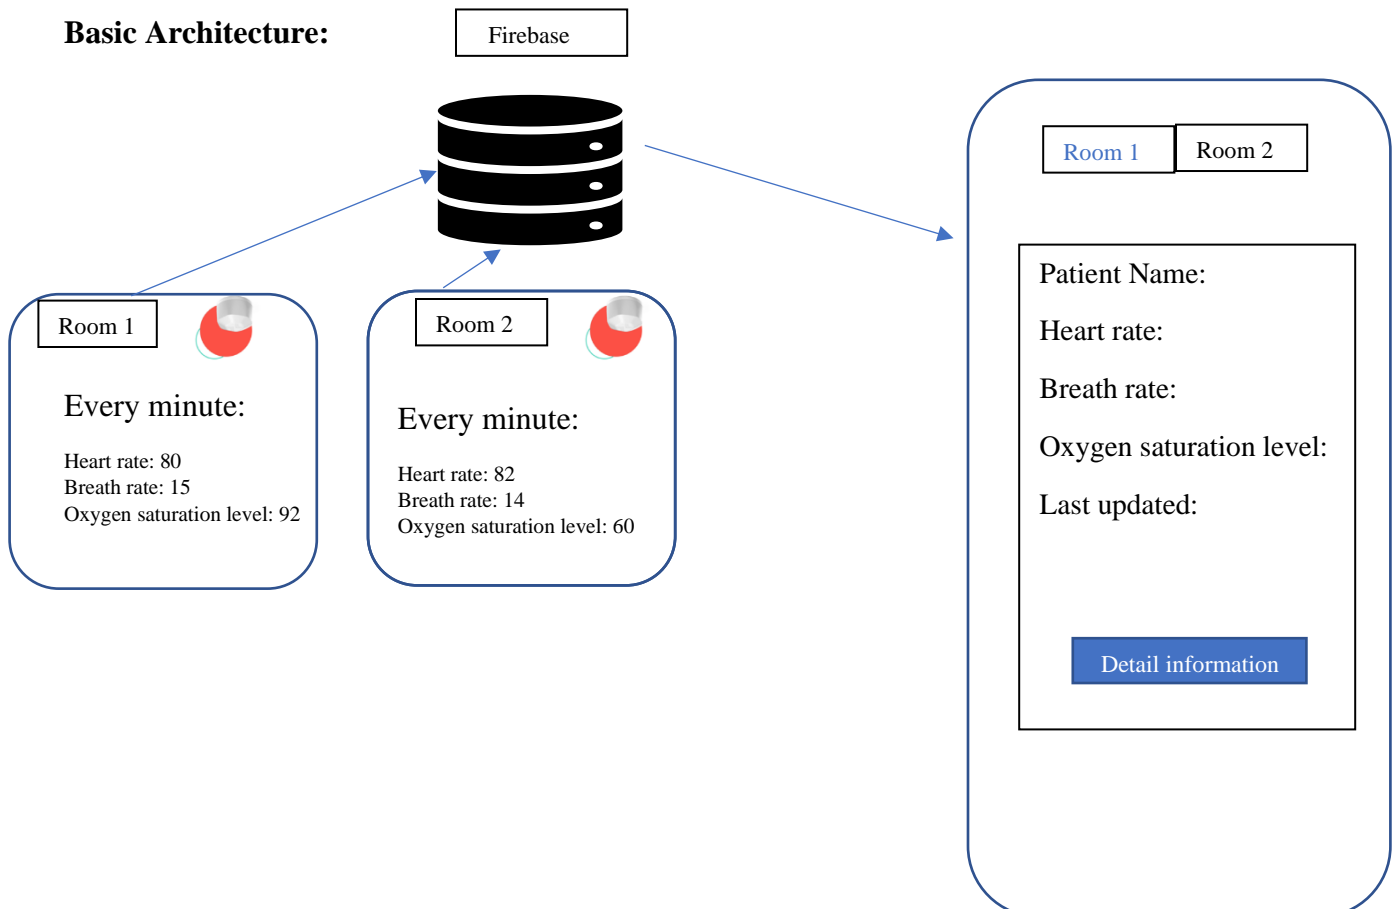 Basic Architecture:
Firebase
Room 1
Every minute:
Heart rate: 80
Breath rate: 15
Oxygen saturation level: 92
Room 2
Every minute:
Heart rate: 82
Breath rate: 14
Oxygen saturation level: 60
Room 1
Room 2
Patient Name:
Heart rate:
Breath rate:
Oxygen saturation level:
Last updated:
Detail information